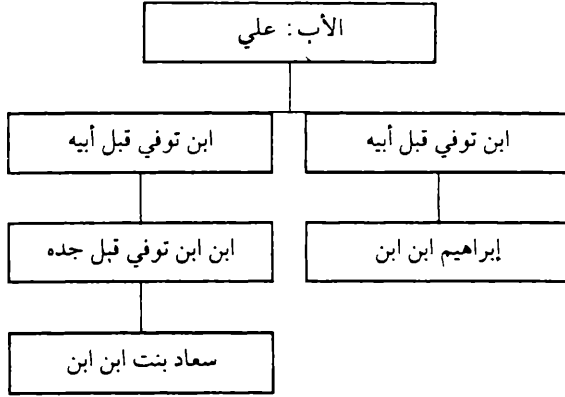 الأب : علي
ابن توفي قبل أبيه
ابن توفي قبل أبيه
إبراهيم ابن ابن
ابن ابن توفي قبل جده
سعاد بنت ابن ابن